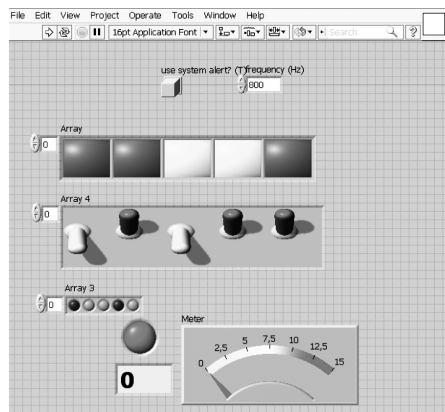 File Edit View Project Operate Tools Window Help
16pt Application Font Search ?
use system alert? (T) frequency (Hz)
800
Array
0
Array 4
0
Array 3
0
Meter
0 2,5 5 7,5 10 12,5 15
0